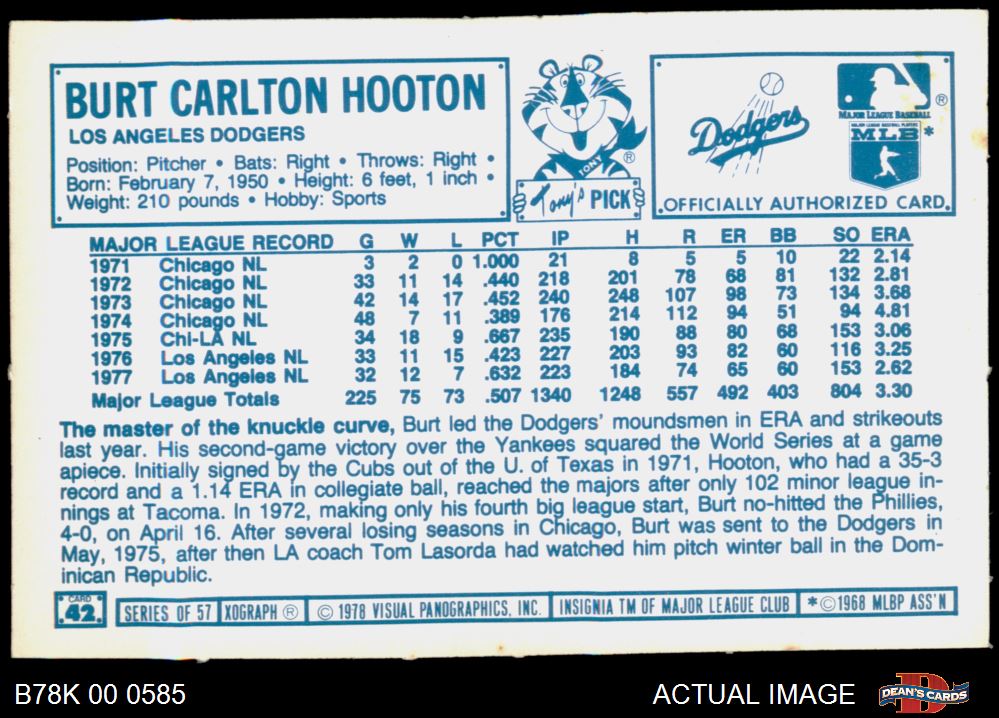 BURT CARLTON HOOTON
LOS ANGELES DODGERS
Position: Pitcher • Bats: Right • Throws: Right •
Born: February 7, 1950 • Height: 6 feet, 1 inch •
Weight: 210 pounds • Hobby: Sports
TONY ®
Tony's PICK
Dodgers
MAJOR LEAGUE BASEBALL ®
MAJOR LEAGUE BASEBALL PLAYERS
MLB *
OFFICIALLY AUTHORIZED CARD.
MAJOR LEAGUE RECORD G W L PCT IP H R ER BB SO ERA
1971 Chicago NL 3 2 0 1.000 21 8 5 5 10 22 2.14
1972 Chicago NL 33 11 14 .440 218 201 78 68 81 132 2.81
1973 Chicago NL 42 14 17 .452 240 248 107 98 73 134 3.68
1974 Chicago NL 48 7 11 .389 176 214 112 94 51 94 4.81
1975 Chi-LA NL 34 18 9 .667 235 190 88 80 68 153 3.06
1976 Los Angeles NL 33 11 15 .423 227 203 93 82 60 116 3.25
1977 Los Angeles NL 32 12 7 .632 223 184 74 65 60 153 2.62
Major League Totals 225 75 73 .507 1340 1248 557 492 403 804 3.30
The master of the knuckle curve, Burt led the Dodgers' moundsmen in ERA and strikeouts
last year. His second-game victory over the Yankees squared the World Series at a game
apiece. Initially signed by the Cubs out of the U. of Texas in 1971, Hooton, who had a 35-3
record and a 1.14 ERA in collegiate ball, reached the majors after only 102 minor league in-
nings at Tacoma. In 1972, making only his fourth big league start, Burt no-hitted the Phillies,
4-0, on April 16. After several losing seasons in Chicago, Burt was sent to the Dodgers in
May, 1975, after then LA coach Tom Lasorda had watched him pitch winter ball in the Dom-
inican Republic.
CARD
42 SERIES OF 57 XOGRAPH ® © 1978 VISUAL PANOGRAPHICS, INC. INSIGNIA TM OF MAJOR LEAGUE CLUB *©1968 MLBP ASS'N
B78K 00 0585 ACTUAL IMAGE DEAN'S CARDS